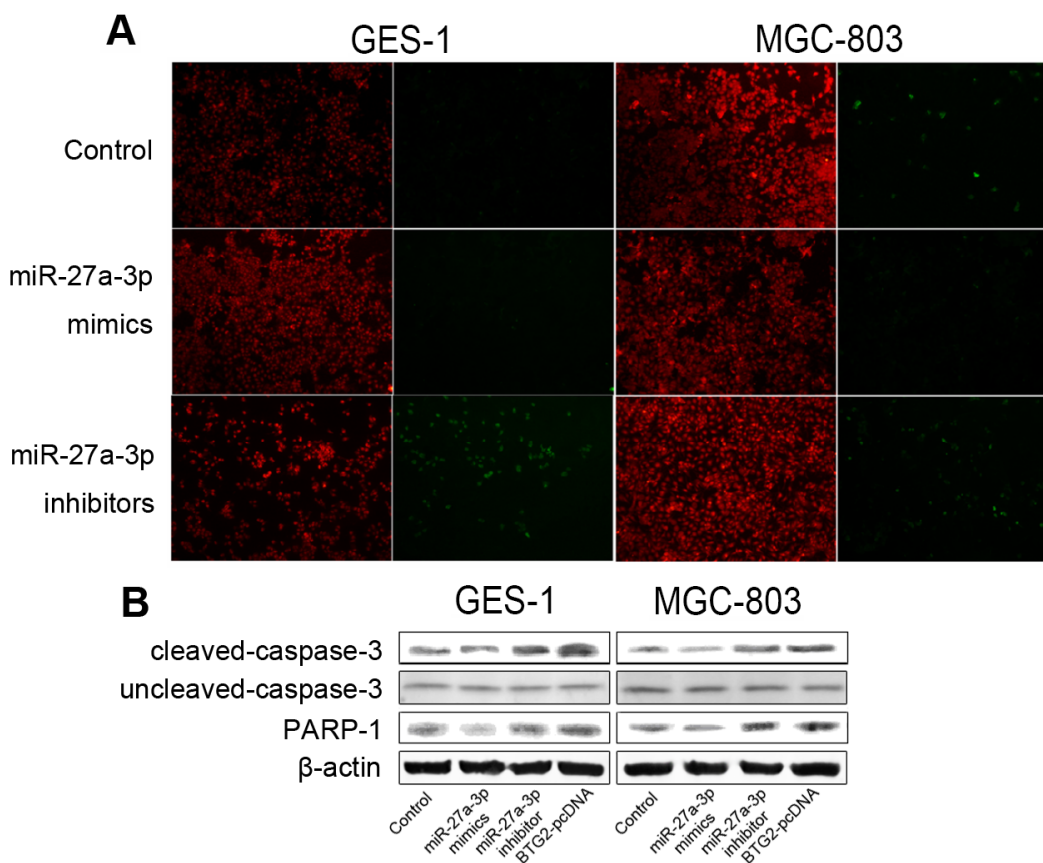 A
GES-1 MGC-803
Control
miR-27a-3p
mimics
miR-27a-3p
inhibitors
B
GES-1 MGC-803
cleaved-caspase-3
uncleaved-caspase-3
PARP-1
β-actin
Control
miR-27a-3p
mimics
miR-27a-3p
inhibitor
BTG2-pcDNA
Control
miR-27a-3p
mimics
miR-27a-3p
inhibitor
BTG2-pcDNA